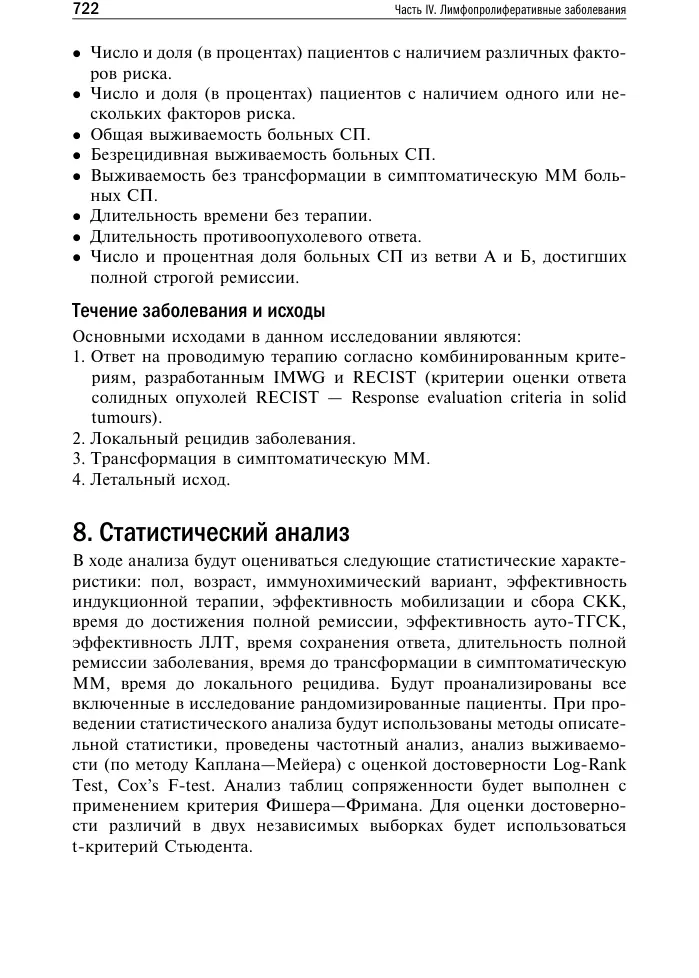 722
Часть IV. Лимфопролиферативные заболевания
● Число и доля (в процентах) пациентов с наличием различных факто-
ров риска.
● Число и доля (в процентах) пациентов с наличием одного или не-
скольких факторов риска.
● Общая выживаемость больных СП.
● Безрецидивная выживаемость больных СП.
● Выживаемость без трансформации в симптоматическую ММ боль-
ных СП.
● Длительность времени без терапии.
● Длительность противоопухолевого ответа.
● Число и процентная доля больных СП из ветви А и Б, достигших
полной строгой ремиссии.
Течение заболевания и исходы
Основными исходами в данном исследовании являются:
1. Ответ на проводимую терапию согласно комбинированным крите-
риям, разработанным IMWG и RECIST (критерии оценки ответа
солидных опухолей RECIST — Response evaluation criteria in solid
tumours).
2. Локальный рецидив заболевания.
3. Трансформация в симптоматическую ММ.
4. Летальный исход.
8. Статистический анализ
В ходе анализа будут оцениваться следующие статистические характе-
ристики: пол, возраст, иммунохимический вариант, эффективность
индукционной терапии, эффективность мобилизации и сбора СКК,
время до достижения полной ремиссии, эффективность ауто-ТГСК,
эффективность ЛЛТ, время сохранения ответа, длительность полной
ремиссии заболевания, время до трансформации в симптоматическую
ММ, время до локального рецидива. Будут проанализированы все
включенные в исследование рандомизированные пациенты. При про-
ведении статистического анализа будут использованы методы описате-
льной статистики, проведены частотный анализ, анализ выживаемо-
сти (по методу Каплана—Мейера) с оценкой достоверности Log-Rank
Test, Cox's F-test. Анализ таблиц сопряженности будет выполнен с
применением критерия Фишера—Фримана. Для оценки достоверно-
сти различий в двух независимых выборках будет использоваться
t-критерий Стьюдента.